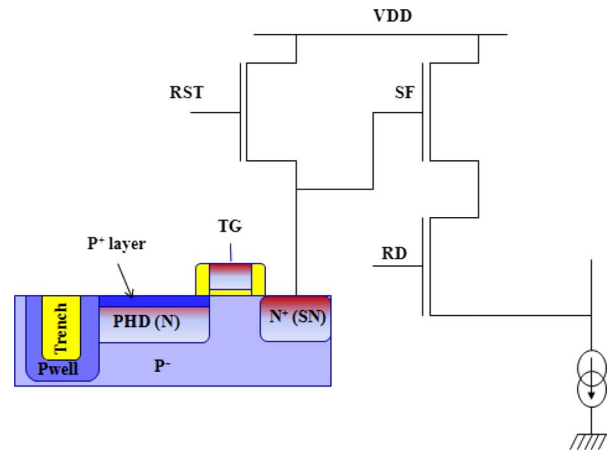 VDD
RST
SF
TG
RD
P⁺ layer
PHD (N)
N⁺ (SN)
Trench
Pwell
P⁻